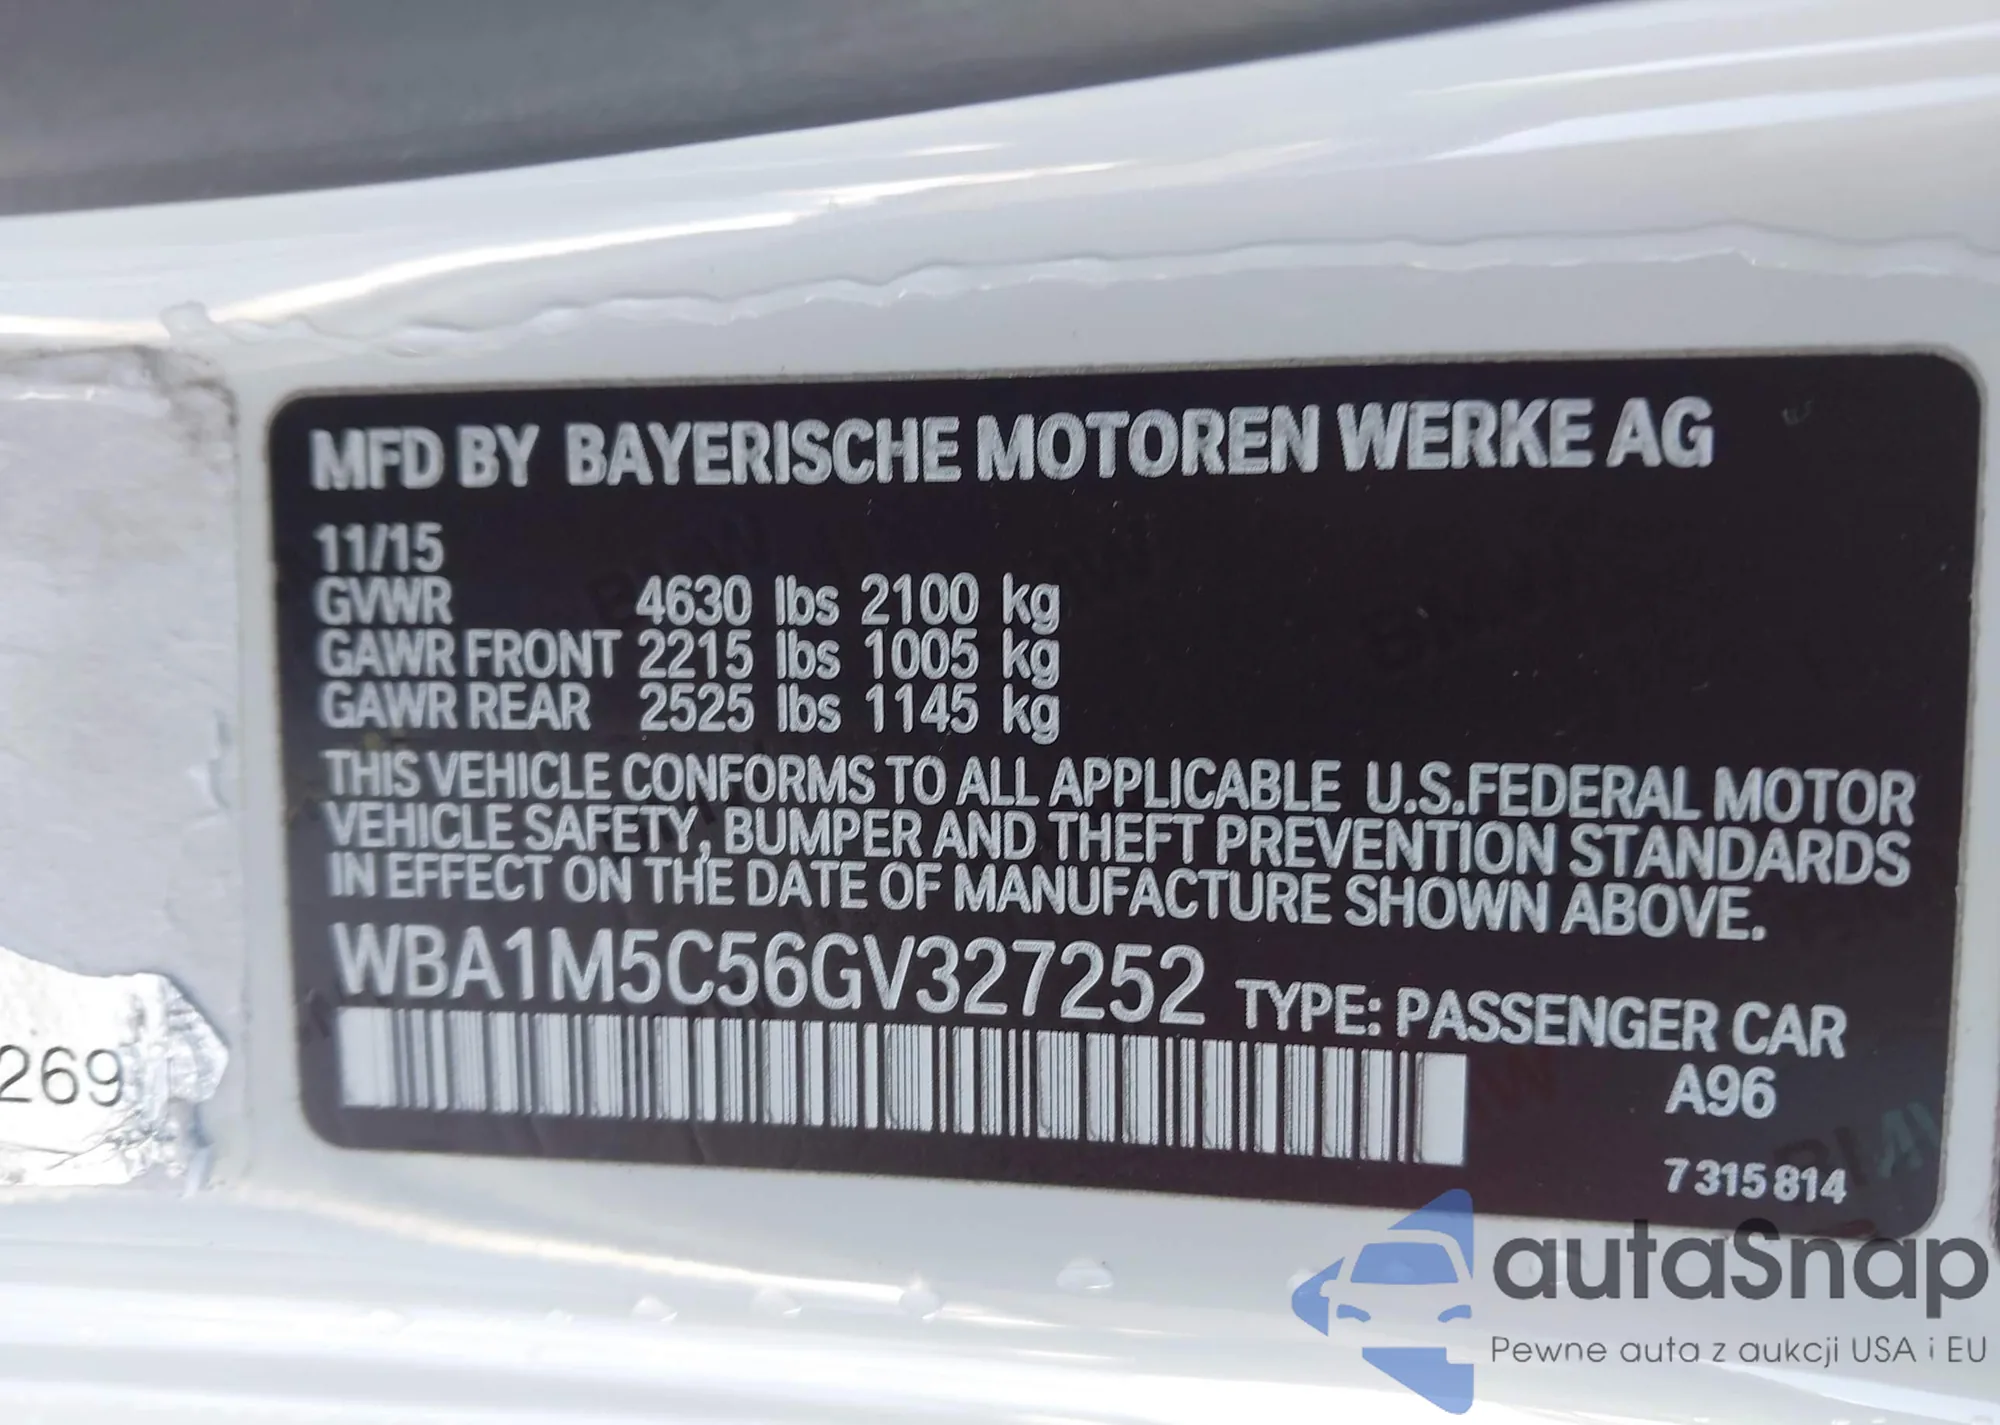 MFD BY BAYERISCHE MOTOREN WERKE AG
11/15
GVWR 4630 lbs 2100 kg
GAWR FRONT 2215 lbs 1005 kg
GAWR REAR 2525 lbs 1145 kg
THIS VEHICLE CONFORMS TO ALL APPLICABLE U.S.FEDERAL MOTOR
VEHICLE SAFETY, BUMPER AND THEFT PREVENTION STANDARDS
IN EFFECT ON THE DATE OF MANUFACTURE SHOWN ABOVE.
WBA1M5C56GV327252 TYPE: PASSENGER CAR
A96
7 315 814
269
autaSnap
Pewne auta z aukcji USA i EU